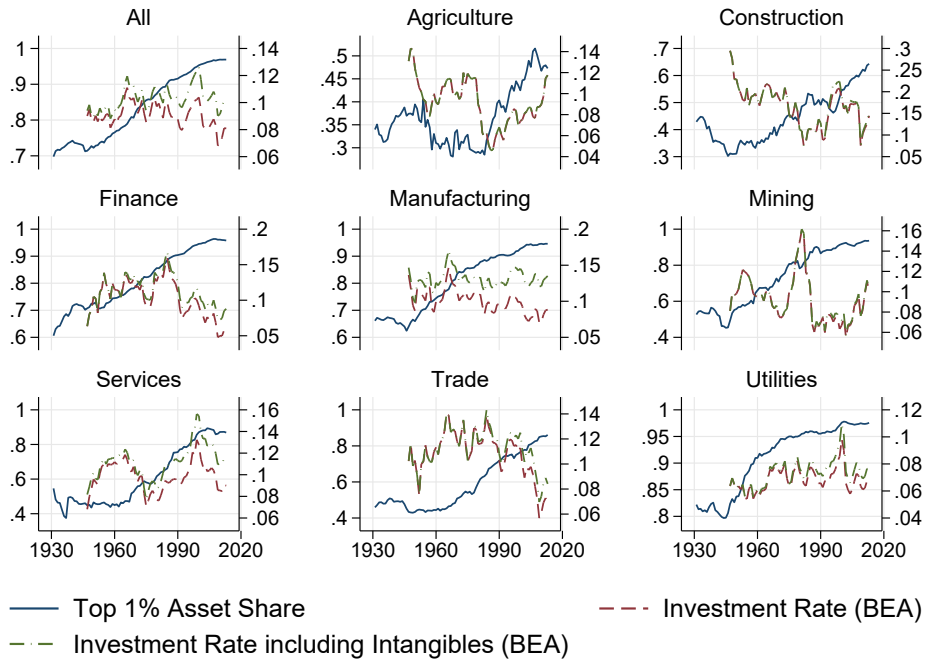 All Agriculture Construction
1 .14 .5 .14 .7 .3
.9 .12 .45 .12 .6 .25
.8 .1 .4 .1 .5 .2
.7 .08 .35 .08 .4 .15
.06 .3 .06 .3 .1
.04 .05
Finance Manufacturing Mining
1 .2 1 .2 1 .16
.9 .15 .9 .15 .8 .14
.8 .1 .8 .1 .6 .12
.7 .05 .7 .05 .4 .1
.6 .6 .08
.06
Services Trade Utilities
1 .16 1 .14 1 .12
.8 .14 .8 .12 .95 .1
.6 .12 .6 .1 .9 .08
.4 .1 .4 .08 .85 .06
.08 .06 .8 .04
.06
1930 1960 1990 2020 1930 1960 1990 2020 1930 1960 1990 2020
Top 1% Asset Share Investment Rate (BEA)
Investment Rate including Intangibles (BEA)